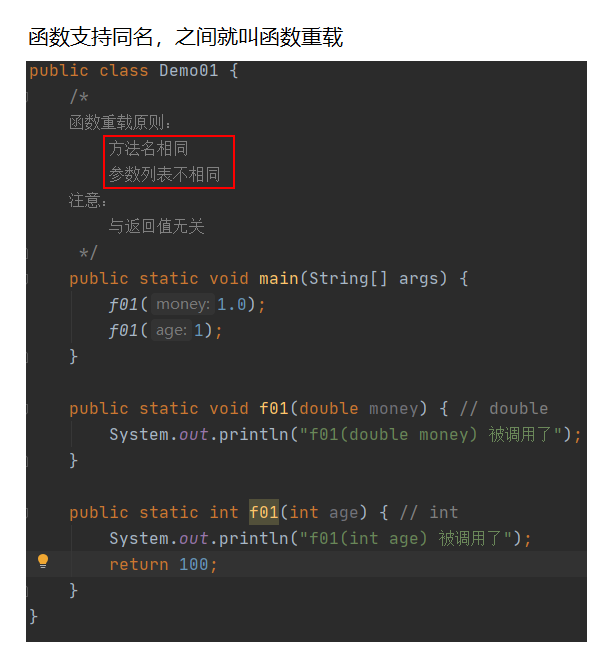 函数支持同名，之间就叫函数重载
public class Demo01 {
/*
函数重载原则：
方法名相同
参数列表不相同
注意：
与返回值无关
*/
public static void main(String[] args) {
f01( money: 1.0);
f01( age: 1);
}
public static void f01(double money) { // double
System.out.println("f01(double money) 被调用了");
}
public static int f01(int age) { // int
System.out.println("f01(int age) 被调用了");
return 100;
}
}